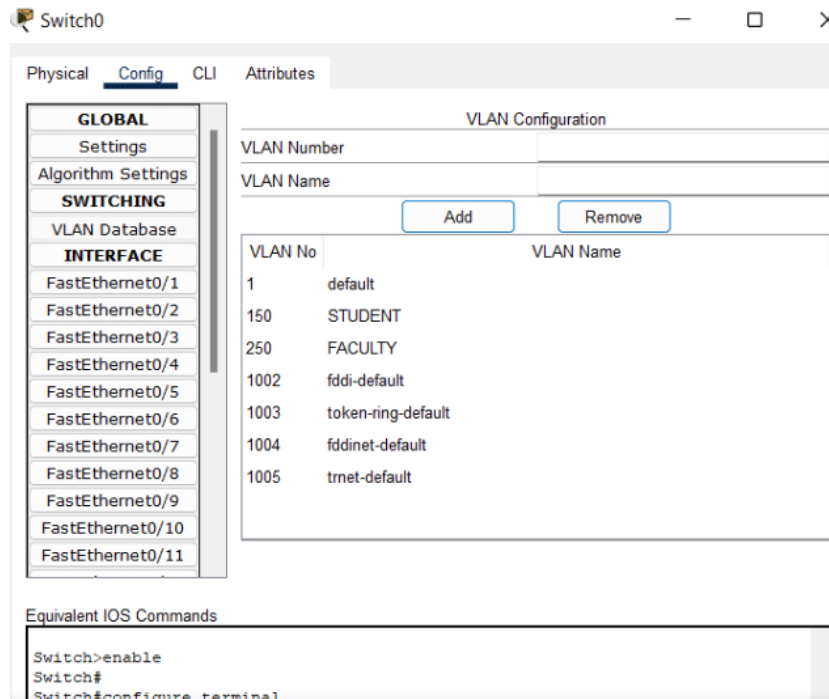 Switch0
Physical Config CLI Attributes
GLOBAL
Settings
Algorithm Settings
SWITCHING
VLAN Database
INTERFACE
FastEthernet0/1
FastEthernet0/2
FastEthernet0/3
FastEthernet0/4
FastEthernet0/5
FastEthernet0/6
FastEthernet0/7
FastEthernet0/8
FastEthernet0/9
FastEthernet0/10
FastEthernet0/11
VLAN Configuration
VLAN Number
VLAN Name
Add Remove
VLAN No VLAN Name
1 default
150 STUDENT
250 FACULTY
1002 fddi-default
1003 token-ring-default
1004 fddinet-default
1005 trnet-default
Equivalent IOS Commands
Switch>enable
Switch#
Switch#configure terminal